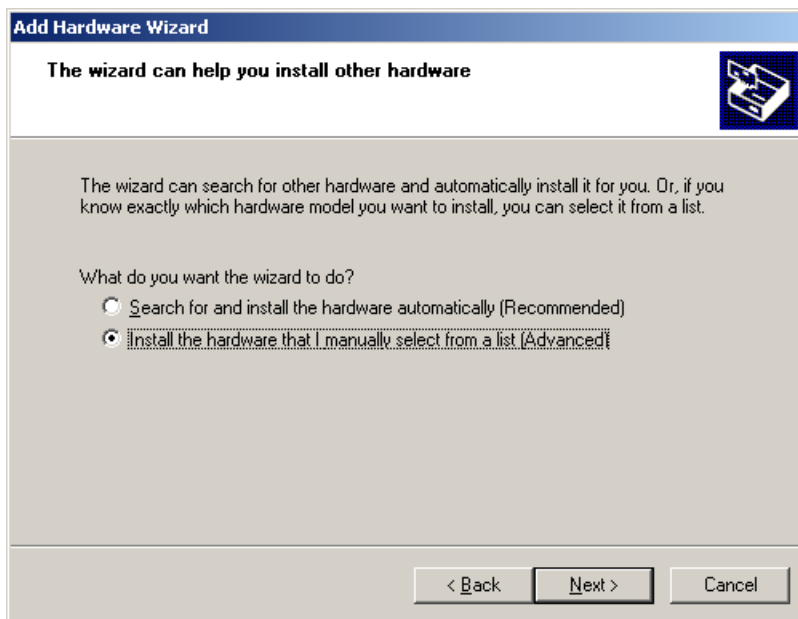 Add Hardware Wizard
The wizard can help you install other hardware
The wizard can search for other hardware and automatically install it for you. Or, if you
know exactly which hardware model you want to install, you can select it from a list.
What do you want the wizard to do?
Search for and install the hardware automatically (Recommended)
Install the hardware that I manually select from a list (Advanced)
< Back Next > Cancel